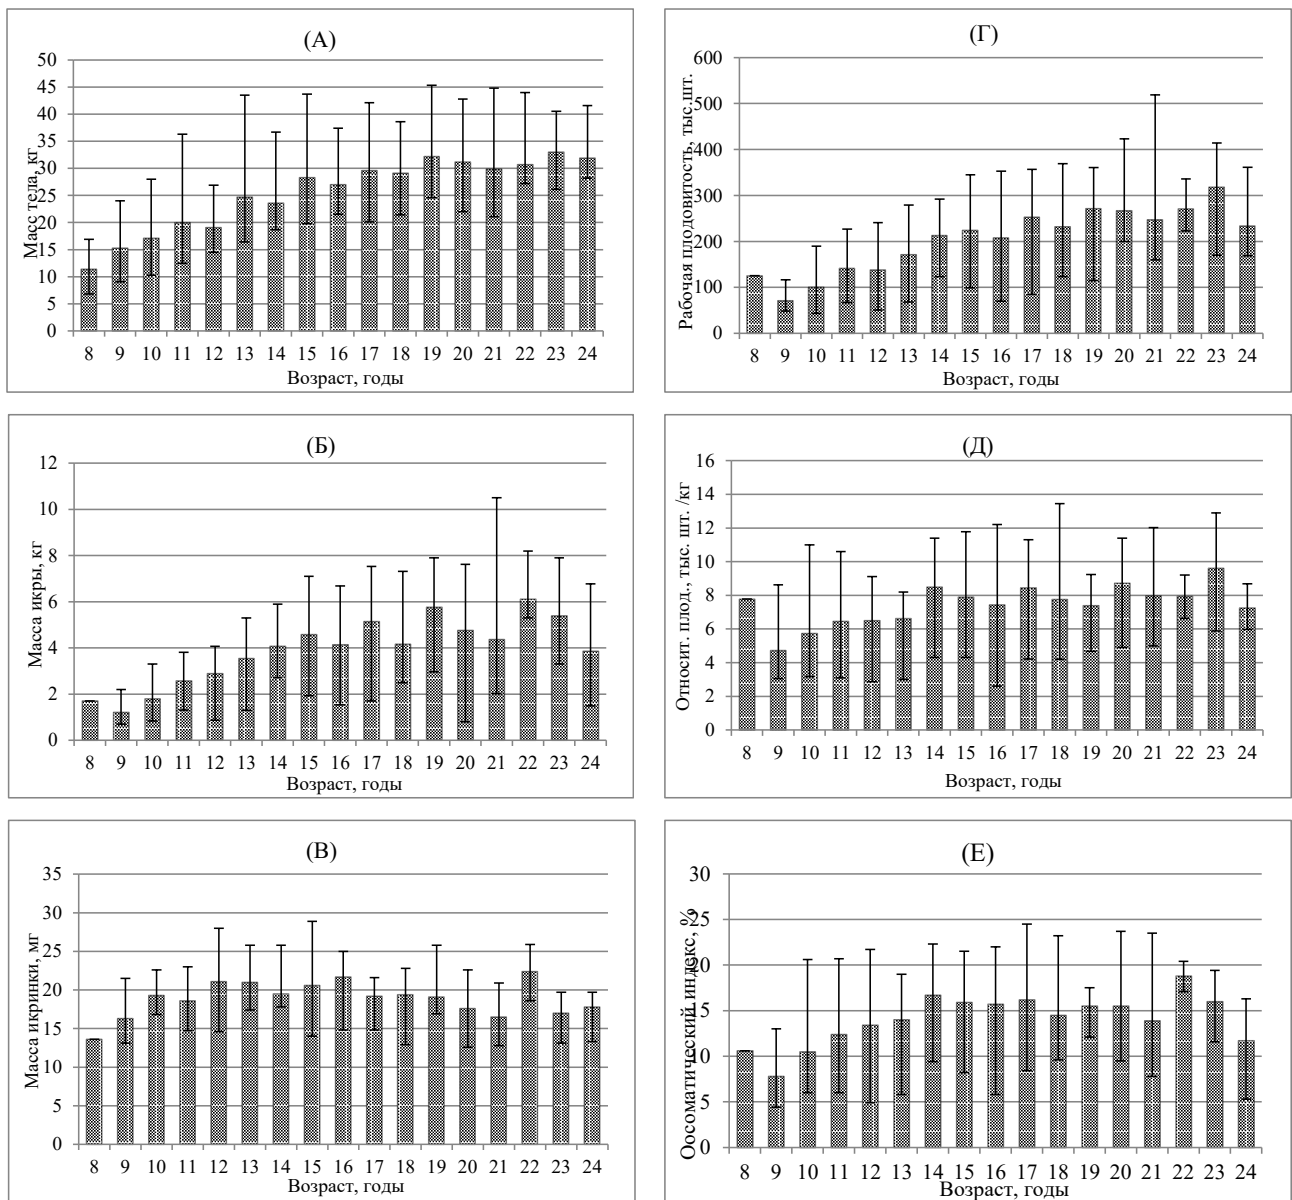 (А)
Масс тела, кг
50
45
40
35
30
25
20
15
10
5
0
8 9 10 11 12 13 14 15 16 17 18 19 20 21 22 23 24
Возраст, годы
(Г)
Рабочая плодовитость, тыс.шт.
600
500
400
300
200
100
0
8 9 10 11 12 13 14 15 16 17 18 19 20 21 22 23 24
Возраст, годы
(Б)
Масса икры, кг
12
10
8
6
4
2
0
8 9 10 11 12 13 14 15 16 17 18 19 20 21 22 23 24
Возраст, годы
(Д)
Относит. плод., тыс. шт. /кг
16
14
12
10
8
6
4
2
0
8 9 10 11 12 13 14 15 16 17 18 19 20 21 22 23 24
Возраст, годы
(В)
Масса икринки, мг
35
30
25
20
15
10
5
0
8 9 10 11 12 13 14 15 16 17 18 19 20 21 22 23 24
Возраст, годы
(Е)
Оосоматический индекс, %
30
25
20
15
10
5
0
8 9 10 11 12 13 14 15 16 17 18 19 20 21 22 23 24
Возраст, годы